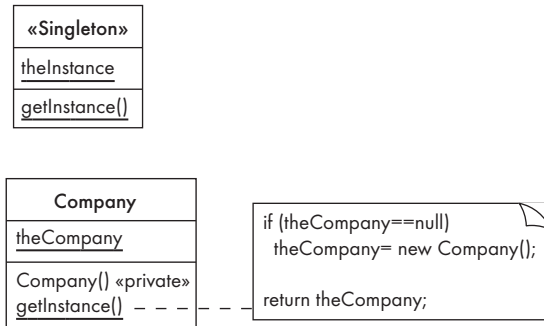 «Singleton»
theInstance
getInstance()
Company
theCompany
Company() «private»
getInstance()
if (theCompany==null)
theCompany= new Company();
return theCompany;